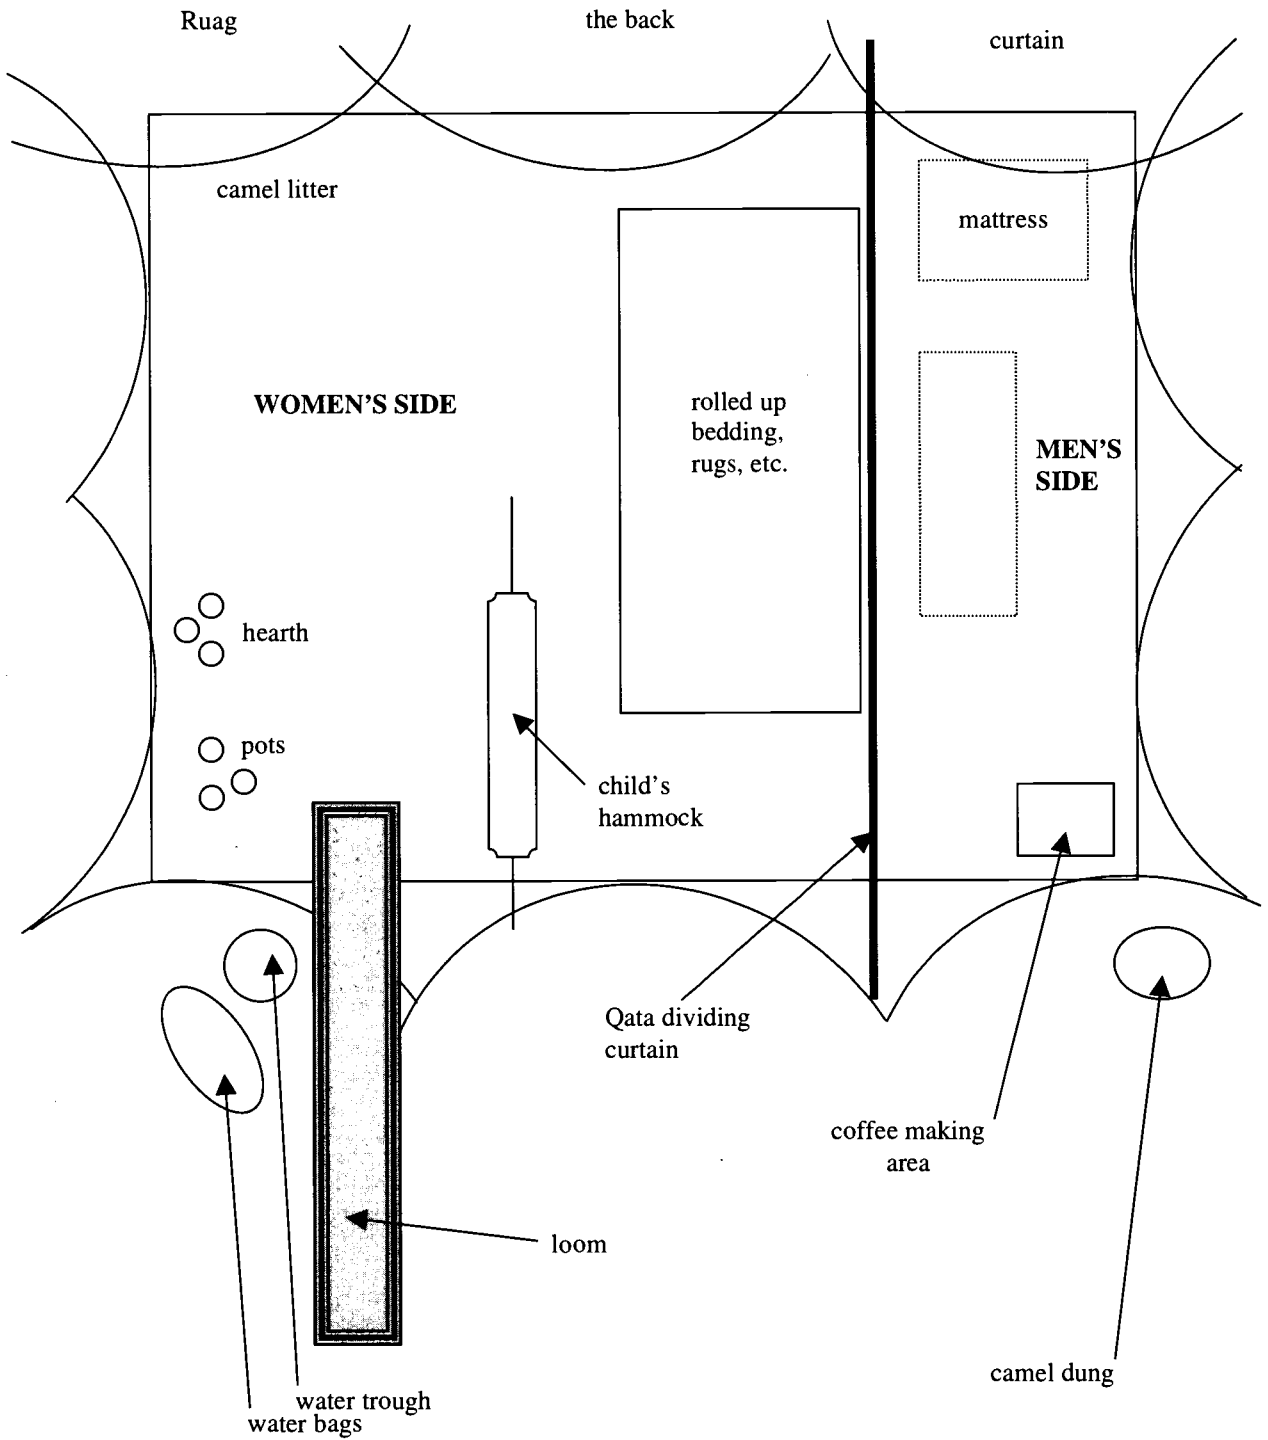 Ruag
the back
curtain
camel litter
mattress
WOMEN'S SIDE
rolled up
bedding,
rugs, etc.
MEN'S
SIDE
hearth
pots
child's
hammock
Qata dividing
curtain
coffee making
area
loom
camel dung
water trough
water bags